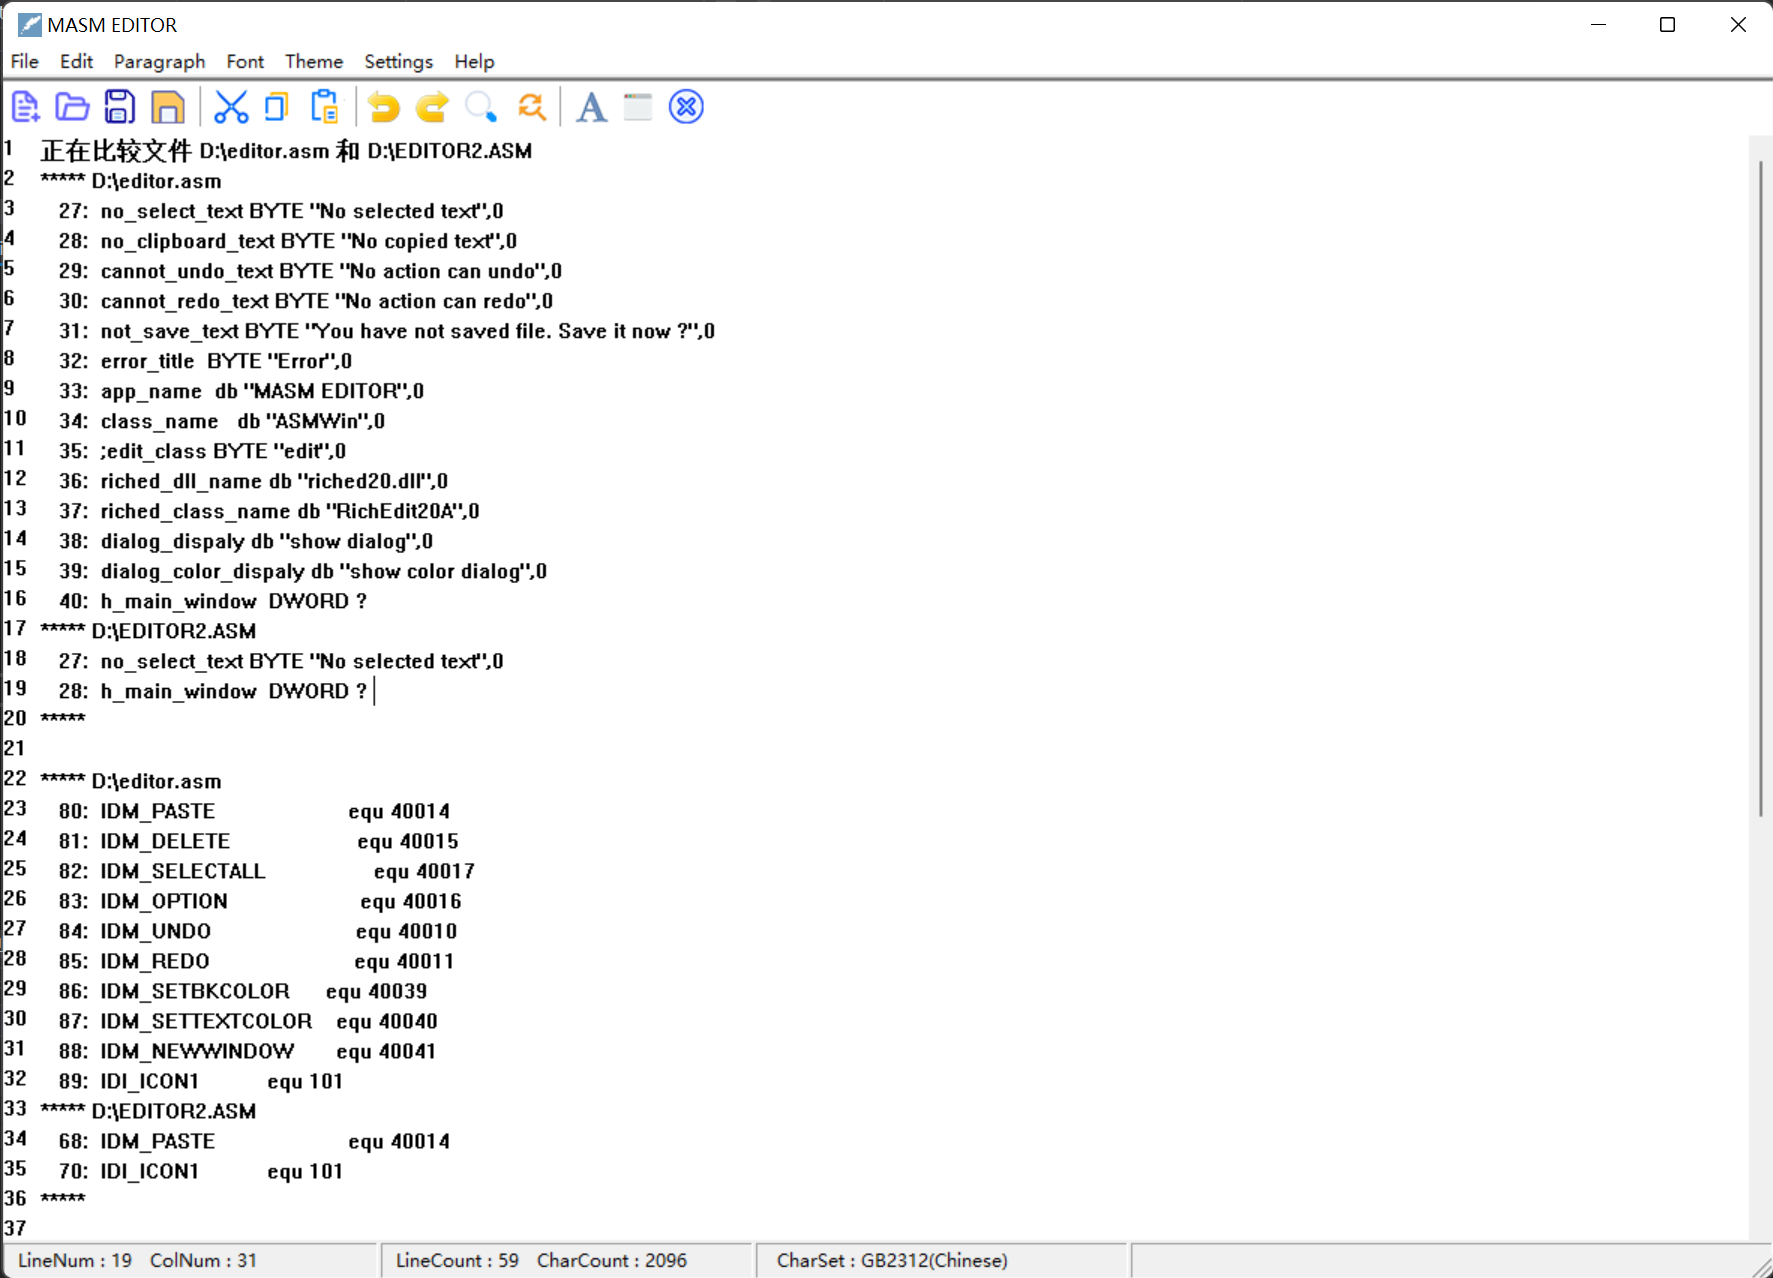 MASM EDITOR
File Edit Paragraph Font Theme Settings Help
1 正在比较文件 D:\editor.asm 和 D:\EDITOR2.ASM
2 ***** D:\editor.asm
3 27: no_select_text BYTE "No selected text",0
4 28: no_clipboard_text BYTE "No copied text",0
5 29: cannot_undo_text BYTE "No action can undo",0
6 30: cannot_redo_text BYTE "No action can redo",0
7 31: not_save_text BYTE "You have not saved file. Save it now ?",0
8 32: error_title BYTE "Error",0
9 33: app_name db "MASM EDITOR",0
10 34: class_name db "ASMWin",0
11 35: ;edit_class BYTE "edit",0
12 36: riched_dll_name db "riched20.dll",0
13 37: riched_class_name db "RichEdit20A",0
14 38: dialog_dispaly db "show dialog",0
15 39: dialog_color_dispaly db "show color dialog",0
16 40: h_main_window DWORD ?
17 ***** D:\EDITOR2.ASM
18 27: no_select_text BYTE "No selected text",0
19 28: h_main_window DWORD ?
20 *****
21
22 ***** D:\editor.asm
23 80: IDM_PASTE equ 40014
24 81: IDM_DELETE equ 40015
25 82: IDM_SELECTALL equ 40017
26 83: IDM_OPTION equ 40016
27 84: IDM_UNDO equ 40010
28 85: IDM_REDO equ 40011
29 86: IDM_SETBKCOLOR equ 40039
30 87: IDM_SETTEXTCOLOR equ 40040
31 88: IDM_NEWWINDOW equ 40041
32 89: IDI_ICON1 equ 101
33 ***** D:\EDITOR2.ASM
34 68: IDM_PASTE equ 40014
35 70: IDI_ICON1 equ 101
36 *****
37
LineNum : 19 ColNum : 31 LineCount : 59 CharCount : 2096 CharSet : GB2312(Chinese)